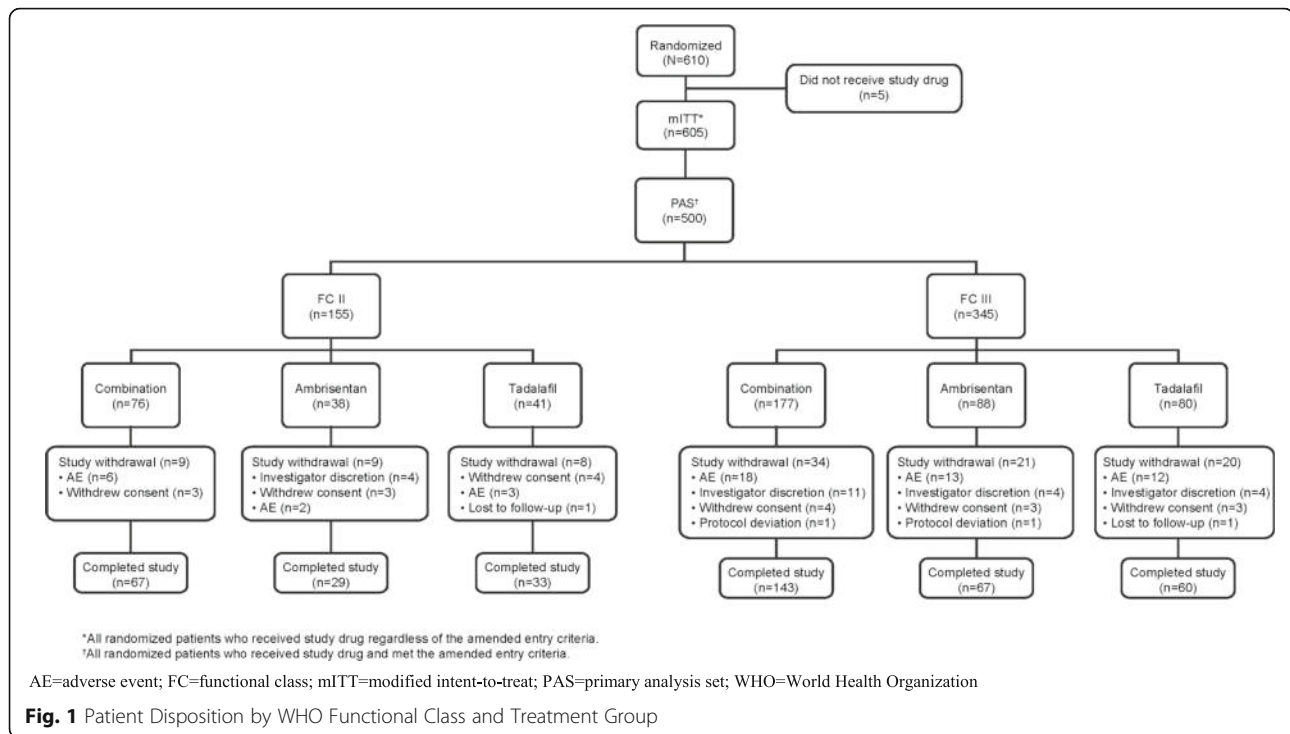 Randomized
(N=610)
Did not receive study drug
(n=5)
mITT*
(n=605)
PAS†
(n=500)
FC II
(n=155)
FC III
(n=345)
Combination
(n=76)
Ambrisentan
(n=38)
Tadalafil
(n=41)
Combination
(n=177)
Ambrisentan
(n=88)
Tadalafil
(n=80)
Study withdrawal (n=9)
• AE (n=6)
• Withdrew consent (n=3)
Study withdrawal (n=9)
• Investigator discretion (n=4)
• Withdrew consent (n=3)
• AE (n=2)
Study withdrawal (n=8)
• Withdrew consent (n=4)
• AE (n=3)
• Lost to follow-up (n=1)
Study withdrawal (n=34)
• AE (n=18)
• Investigator discretion (n=11)
• Withdrew consent (n=4)
• Protocol deviation (n=1)
Study withdrawal (n=21)
• AE (n=13)
• Investigator discretion (n=4)
• Withdrew consent (n=3)
• Protocol deviation (n=1)
Study withdrawal (n=20)
• AE (n=12)
• Investigator discretion (n=4)
• Withdrew consent (n=3)
• Lost to follow-up (n=1)
Completed study
(n=67)
Completed study
(n=29)
Completed study
(n=33)
Completed study
(n=143)
Completed study
(n=67)
Completed study
(n=60)
*All randomized patients who received study drug regardless of the amended entry criteria.
†All randomized patients who received study drug and met the amended entry criteria.
AE=adverse event; FC=functional class; mITT=modified intent-to-treat; PAS=primary analysis set; WHO=World Health Organization
Fig. 1 Patient Disposition by WHO Functional Class and Treatment Group